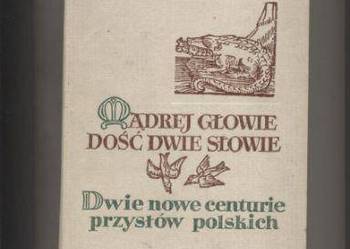 MĄDREJ GŁOWIE
DOŚĆ DWIE SŁOWIE
Dwie nowe centurie
przysłów polskich